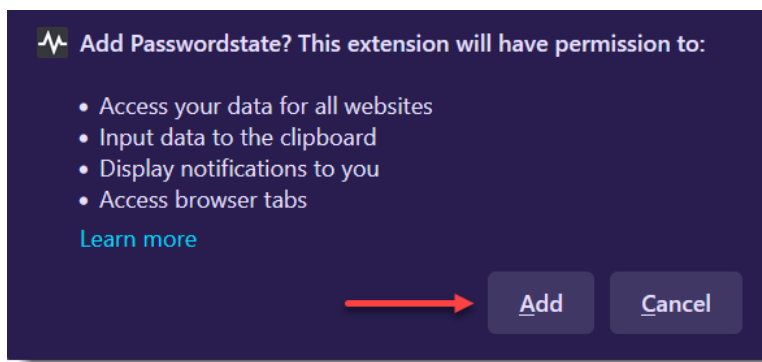 Add Passwordstate? This extension will have permission to:
• Access your data for all websites
• Input data to the clipboard
• Display notifications to you
• Access browser tabs
Learn more
Add Cancel